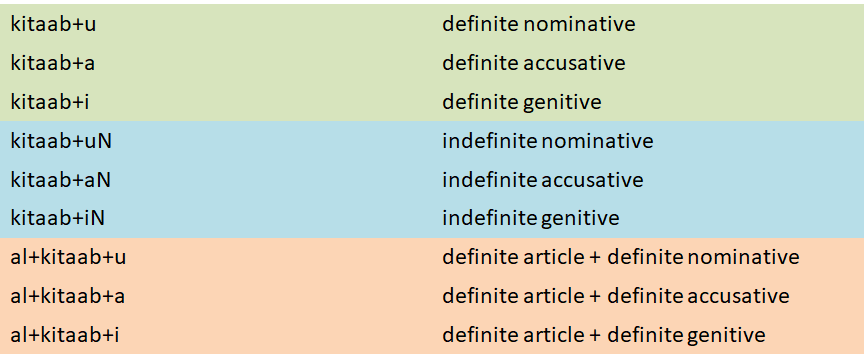 kitaab+u definite nominative
kitaab+a definite accusative
kitaab+i definite genitive
kitaab+uN indefinite nominative
kitaab+aN indefinite accusative
kitaab+iN indefinite genitive
al+kitaab+u definite article + definite nominative
al+kitaab+a definite article + definite accusative
al+kitaab+i definite article + definite genitive